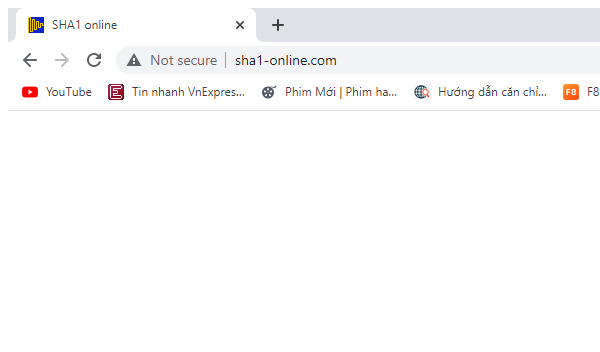 SHA1 online
Not secure sha1-online.com
YouTube Tin nhanh VnExpres... Phim Mới | Phim ha... Hướng dẫn căn chỉ... F8 F8